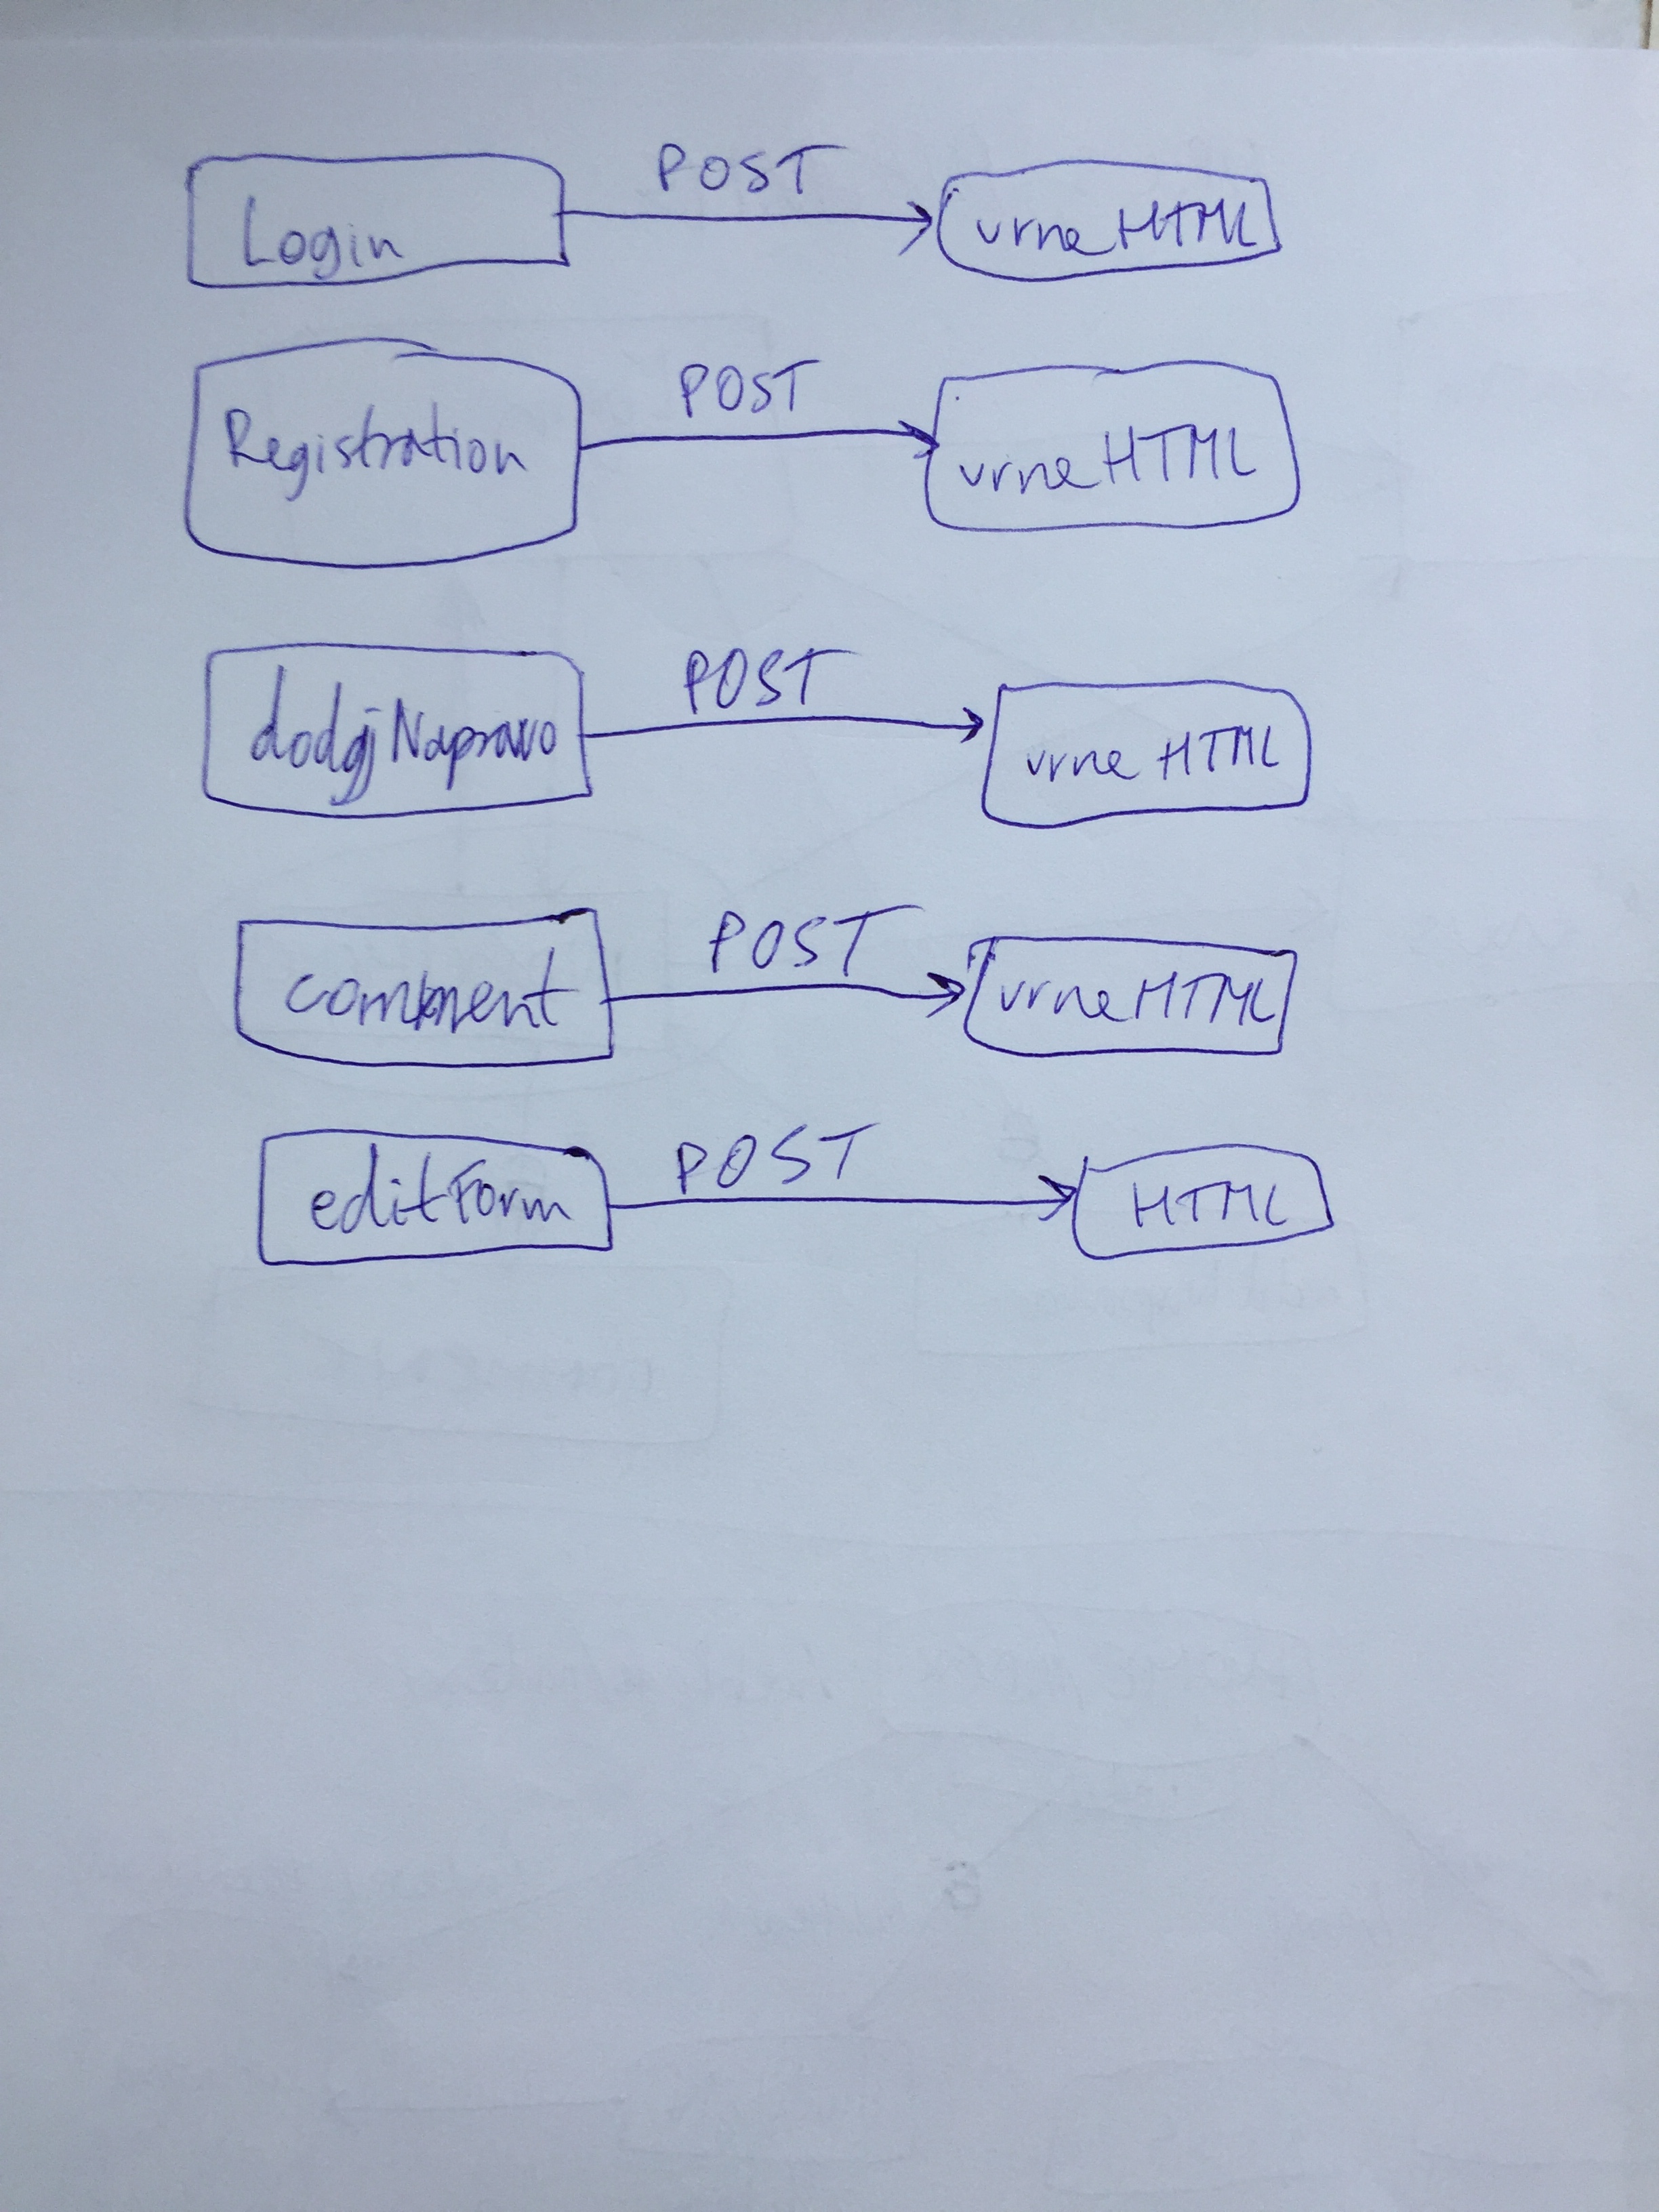 Login POST vrne HTML
Registration POST vrne HTML
dodajNapravo POST vrne HTML
comment POST vrne HTML
editForm POST HTML